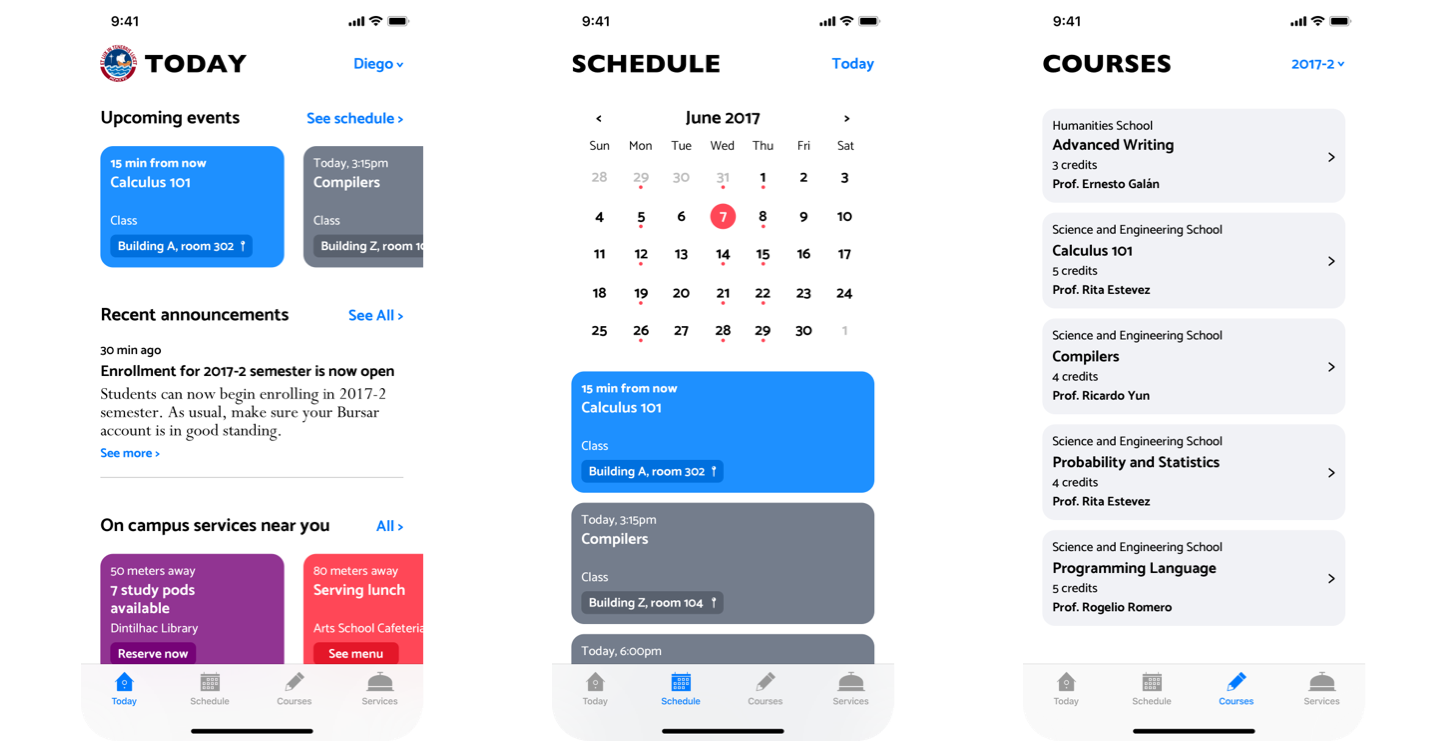 9:41
TODAY
Diego
Upcoming events
See schedule >
15 min from now
Calculus 101
Class
Building A, room 302
Today, 3:15pm
Compilers
Class
Building Z, room 10
Recent announcements
See All >
30 min ago
Enrollment for 2017-2 semester is now open
Students can now begin enrolling in 2017-2
semester. As usual, make sure your Bursar
account is in good standing.
See more >
On campus services near you
All >
50 meters away
7 study pods
available
Dintilhac Library
Reserve now
80 meters away
Serving lunch
Arts School Cafeteria
See menu
Today
Schedule
Courses
Services
9:41
SCHEDULE
Today
< June 2017 >
Sun Mon Tue Wed Thu Fri Sat
28 29 30 31 1 2 3
4 5 6 7 8 9 10
11 12 13 14 15 16 17
18 19 20 21 22 23 24
25 26 27 28 29 30 1
15 min from now
Calculus 101
Class
Building A, room 302
Today, 3:15pm
Compilers
Class
Building Z, room 104
Today, 6:00pm
Today
Schedule
Courses
Services
9:41
COURSES
2017-2
Humanities School
Advanced Writing
3 credits
Prof. Ernesto Galán
Science and Engineering School
Calculus 101
5 credits
Prof. Rita Estevez
Science and Engineering School
Compilers
4 credits
Prof. Ricardo Yun
Science and Engineering School
Probability and Statistics
4 credits
Prof. Rita Estevez
Science and Engineering School
Programming Language
5 credits
Prof. Rogelio Romero
Today
Schedule
Courses
Services